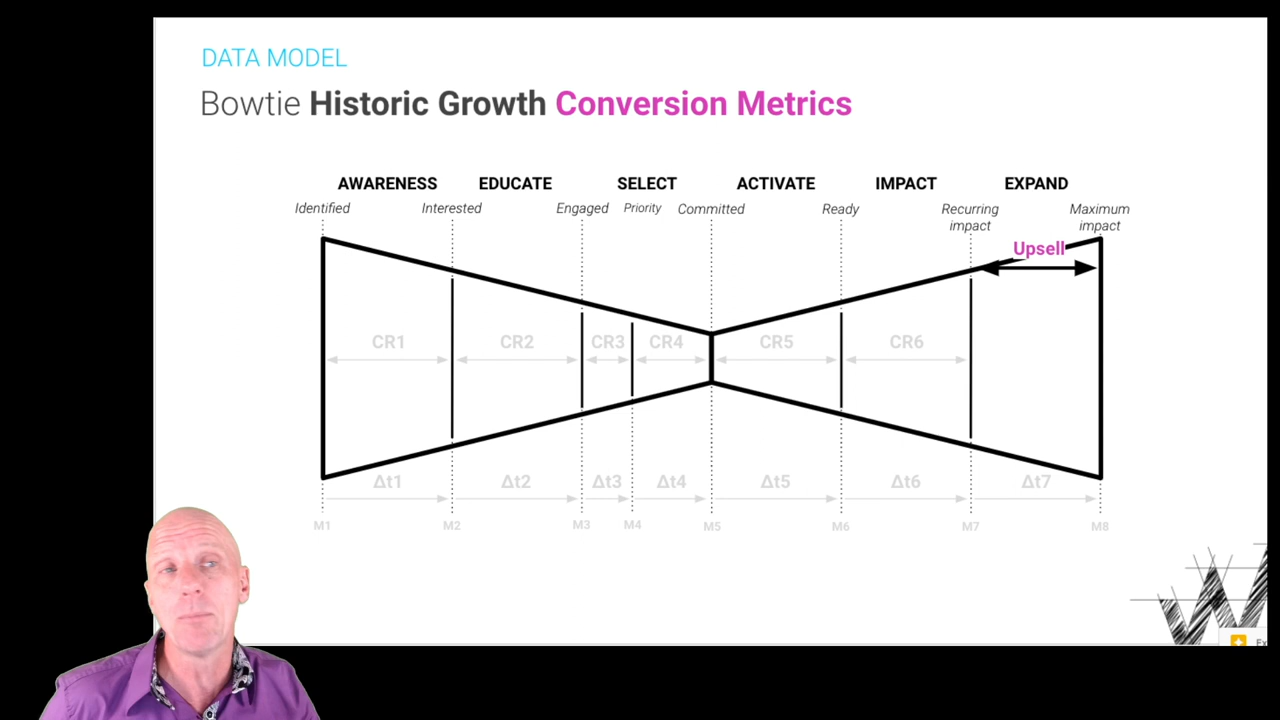 DATA MODEL
Bowtie Historic Growth Conversion Metrics
AWARENESS EDUCATE SELECT ACTIVATE IMPACT EXPAND
Identified Interested Engaged Priority Committed Ready Recurring impact Maximum impact
Upsell
CR1 CR2 CR3 CR4 CR5 CR6
Δt1 Δt2 Δt3 Δt4 Δt5 Δt6 Δt7
M1 M2 M3 M4 M5 M6 M7 M8